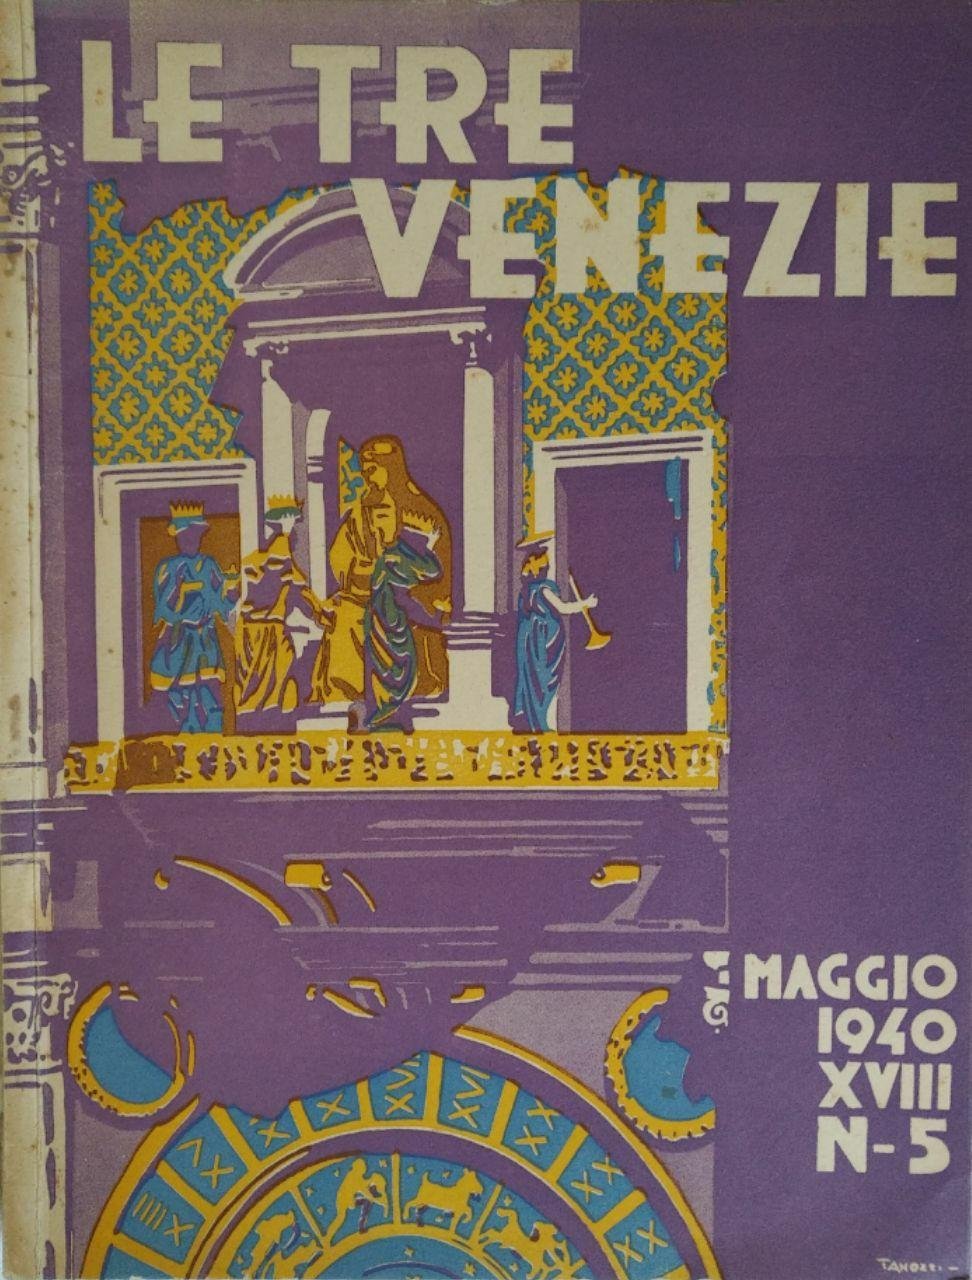 LE TRE
VENEZIE
MAGGIO
1940
XVIII
N-5